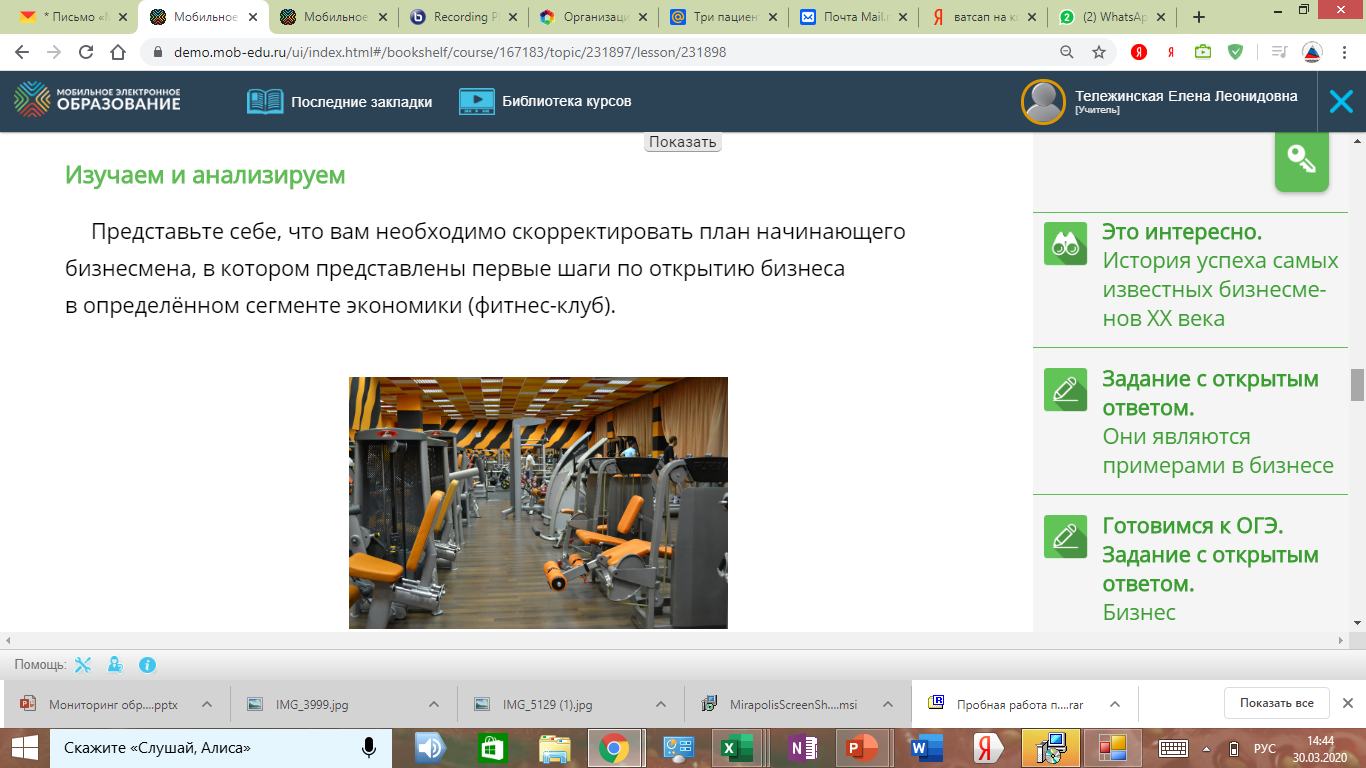 * Письмо «М
Мобильное
Мобильное
Recording Pl
Организаци
Три пациен
Почта Mail.r
ватсап на ко
(2) WhatsAp
demo.mob-edu.ru/ui/index.html#/bookshelf/course/167183/topic/231897/lesson/231898
МОБИЛЬНОЕ ЭЛЕКТРОННОЕ
ОБРАЗОВАНИЕ
Последние закладки
Библиотека курсов
Тележинская Елена Леонидовна
[Учитель]
Показать
Изучаем и анализируем
Представьте себе, что вам необходимо скорректировать план начинающего
бизнесмена, в котором представлены первые шаги по открытию бизнеса
в определённом сегменте экономики (фитнес-клуб).
Это интересно.
История успеха самых
известных бизнесме-
нов XX века
Задание с открытым
ответом.
Они являются
примерами в бизнесе
Готовимся к ОГЭ.
Задание с открытым
ответом.
Бизнес
Помощь:
Мониторинг обр....pptx
IMG_3999.jpg
IMG_5129 (1).jpg
MirapolisScreenSh....msi
Пробная работа п....rar
Показать все
Скажите «Слушай, Алиса»
РУС
14:44
30.03.2020